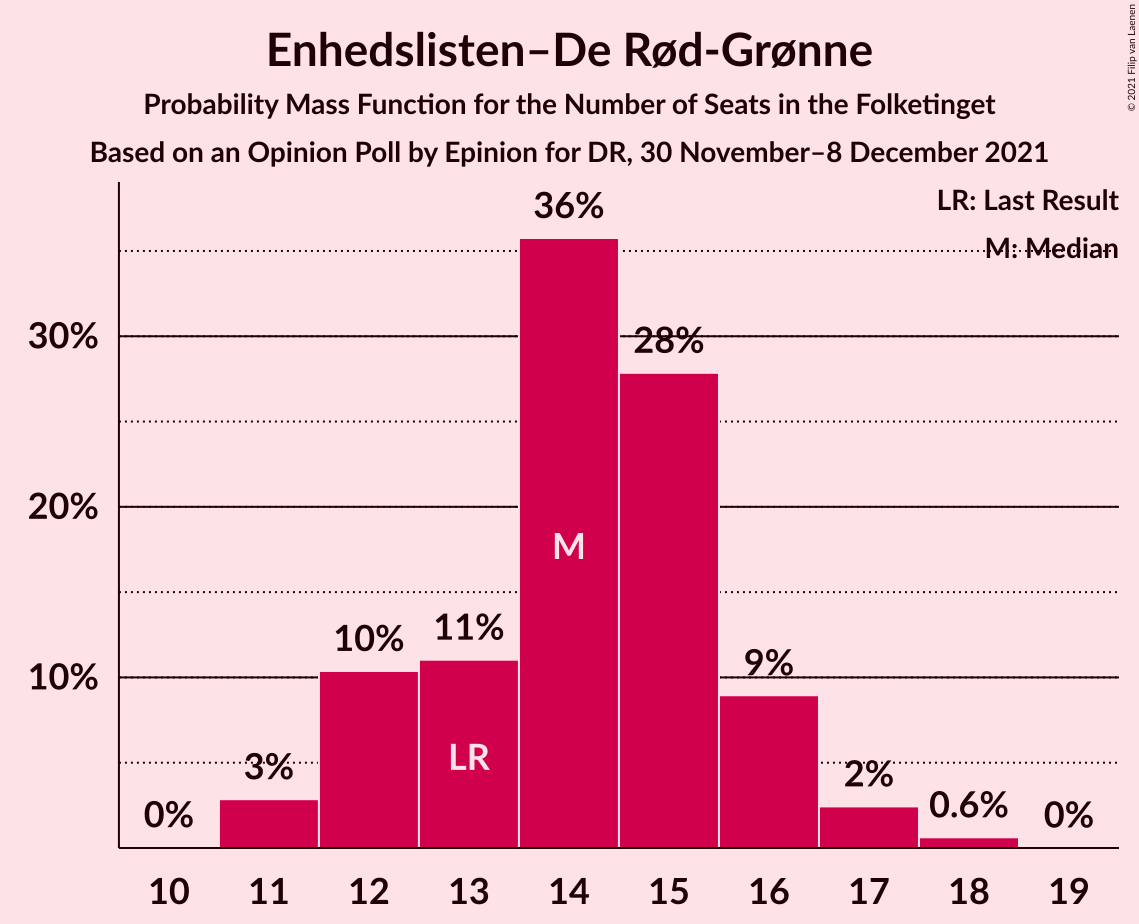 Enhedslisten–De Rød-Grønne
Probability Mass Function for the Number of Seats in the Folketinget
Based on an Opinion Poll by Epinion for DR, 30 November–8 December 2021
© 2021 Filip van Laenen
LR: Last Result
M: Median
36%
30%
28%
20%
M
10%
11%
10%
9%
3%
LR
2%
0%
0.6%
0%
10 11 12 13 14 15 16 17 18 19